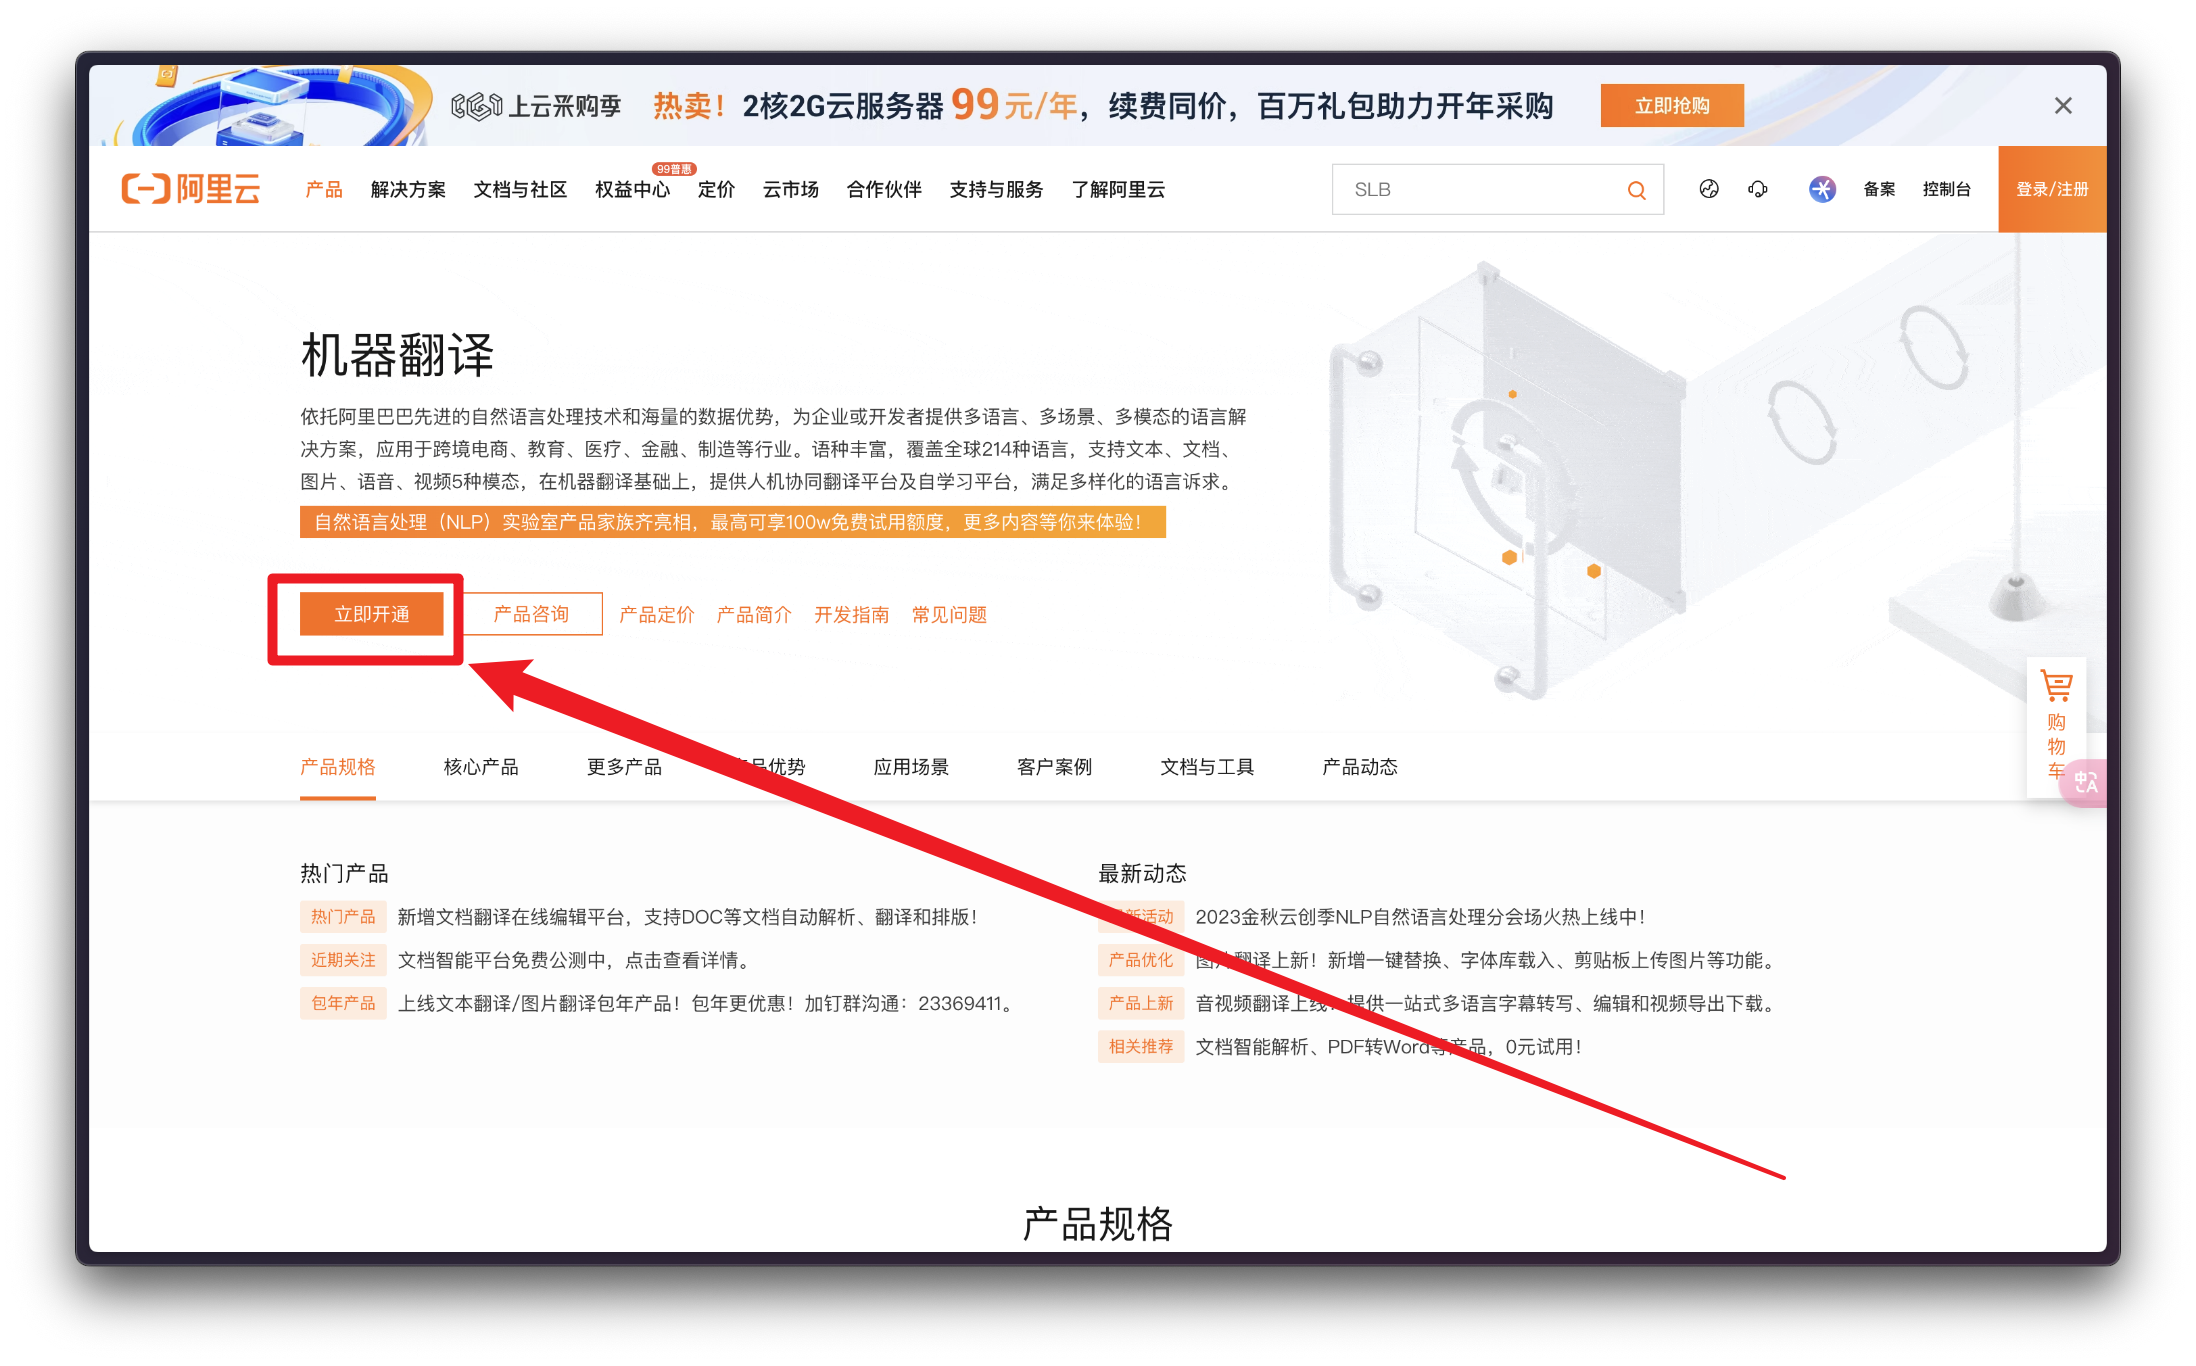 上云采购季 热卖！2核2G云服务器99元/年，续费同价，百万礼包助力开年采购 立即抢购
99普惠
阿里云 产品 解决方案 文档与社区 权益中心 定价 云市场 合作伙伴 支持与服务 了解阿里云 SLB 备案 控制台 登录/注册
机器翻译
依托阿里巴巴先进的自然语言处理技术和海量的数据优势，为企业或开发者提供多语言、多场景、多模态的语言解
决方案，应用于跨境电商、教育、医疗、金融、制造等行业。语种丰富，覆盖全球214种语言，支持文本、文档、
图片、语音、视频5种模态，在机器翻译基础上，提供人机协同翻译平台及自学习平台，满足多样化的语言诉求。
自然语言处理（NLP）实验室产品家族齐亮相，最高可享100w免费试用额度，更多内容等你来体验！
立即开通 产品咨询 产品定价 产品简介 开发指南 常见问题
购
物
车
中A
产品规格 核心产品 更多产品 产品优势 应用场景 客户案例 文档与工具 产品动态
热门产品
热门产品 新增文档翻译在线编辑平台，支持DOC等文档自动解析、翻译和排版！
近期关注 文档智能平台免费公测中，点击查看详情。
包年产品 上线文本翻译/图片翻译包年产品！包年更优惠！加钉群沟通：23369411。
最新动态
最新活动 2023金秋云创季NLP自然语言处理分会场火热上线中！
产品优化 图片翻译上新！新增一键替换、字体库载入、剪贴板上传图片等功能。
产品上新 音视频翻译上线！提供一站式多语言字幕转写、编辑和视频导出下载。
相关推荐 文档智能解析、PDF转Word等产品，0元试用！
产品规格